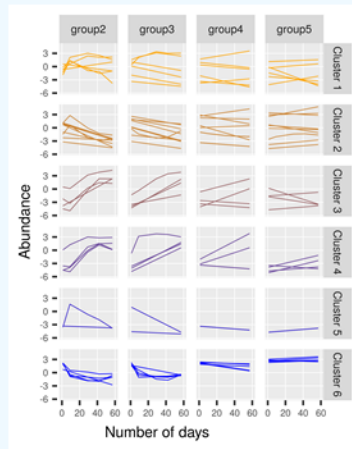 group2 group3 group4 group5
3
0
-3
-6
Cluster 1
3
0
-3
-6
Cluster 2
3
0
-3
-6
Cluster 3
3
0
-3
-6
Cluster 4
3
0
-3
-6
Cluster 5
3
0
-3
-6
Cluster 6
Abundance
0 20 40 60 0 20 40 60 0 20 40 60 0 20 40 60
Number of days